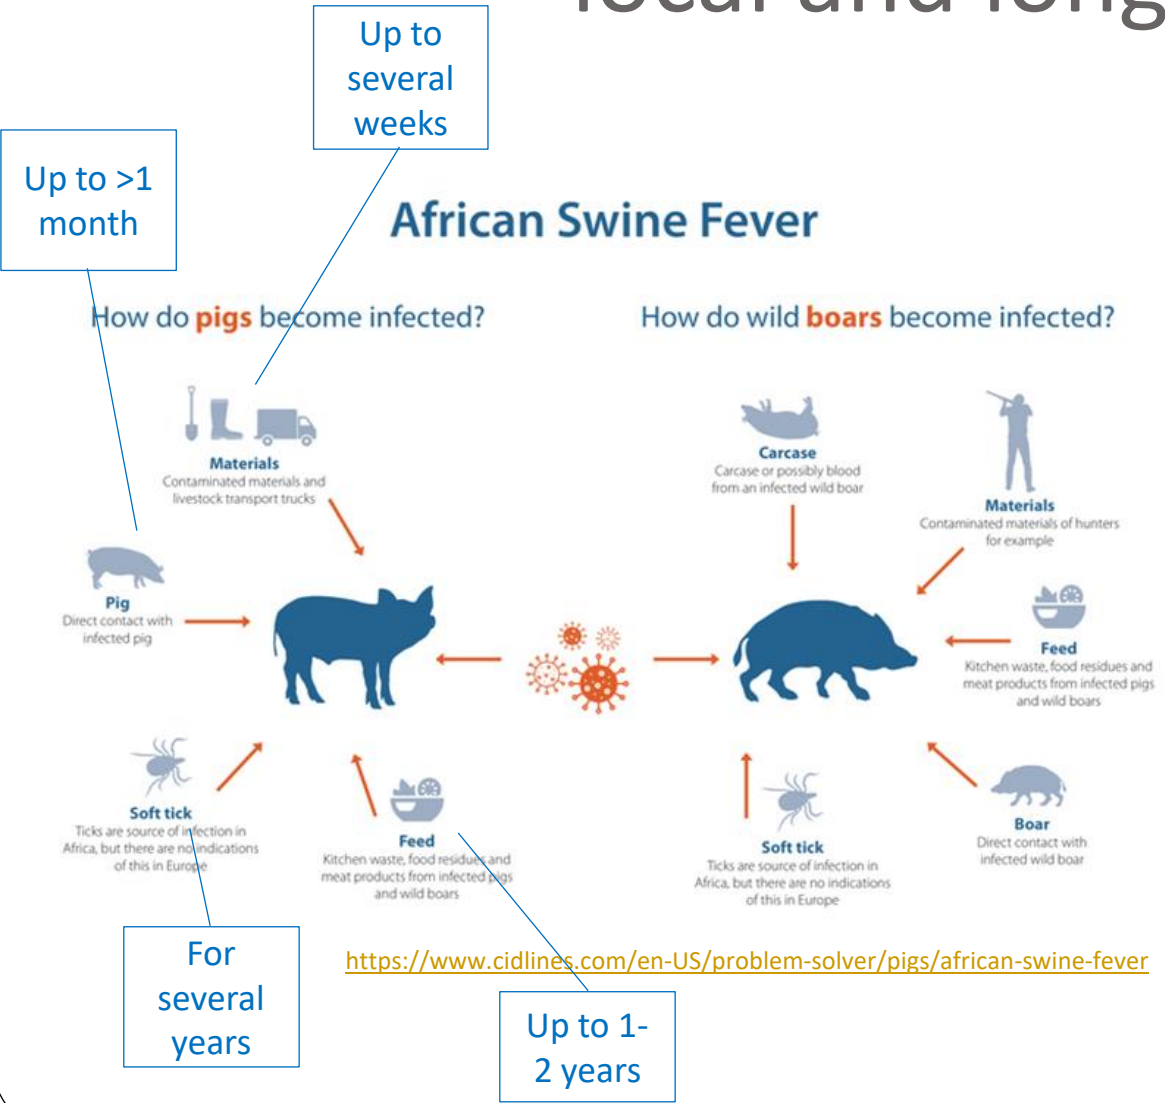 local and long
Up to
several
weeks
Up to >1
month
African Swine Fever
How do pigs become infected?
How do wild boars become infected?
Materials
Contaminated materials and
livestock transport trucks
Carcase
Carcase or possibly blood
from an infected wild boar
Materials
Contaminated materials of hunters
for example
Pig
Direct contact with
infected pig
Feed
Kitchen waste, food residues and
meat products from infected pigs
and wild boars
Soft tick
Ticks are source of infection in
Africa, but there are no indications
of this in Europe
Feed
Kitchen waste, food residues and
meat products from infected pigs
and wild boars
Soft tick
Ticks are source of infection in
Africa, but there are no indications
of this in Europe
Boar
Direct contact with
infected wild boar
For
several
years
https://www.cidlines.com/en-US/problem-solver/pigs/african-swine-fever
Up to 1-
2 years